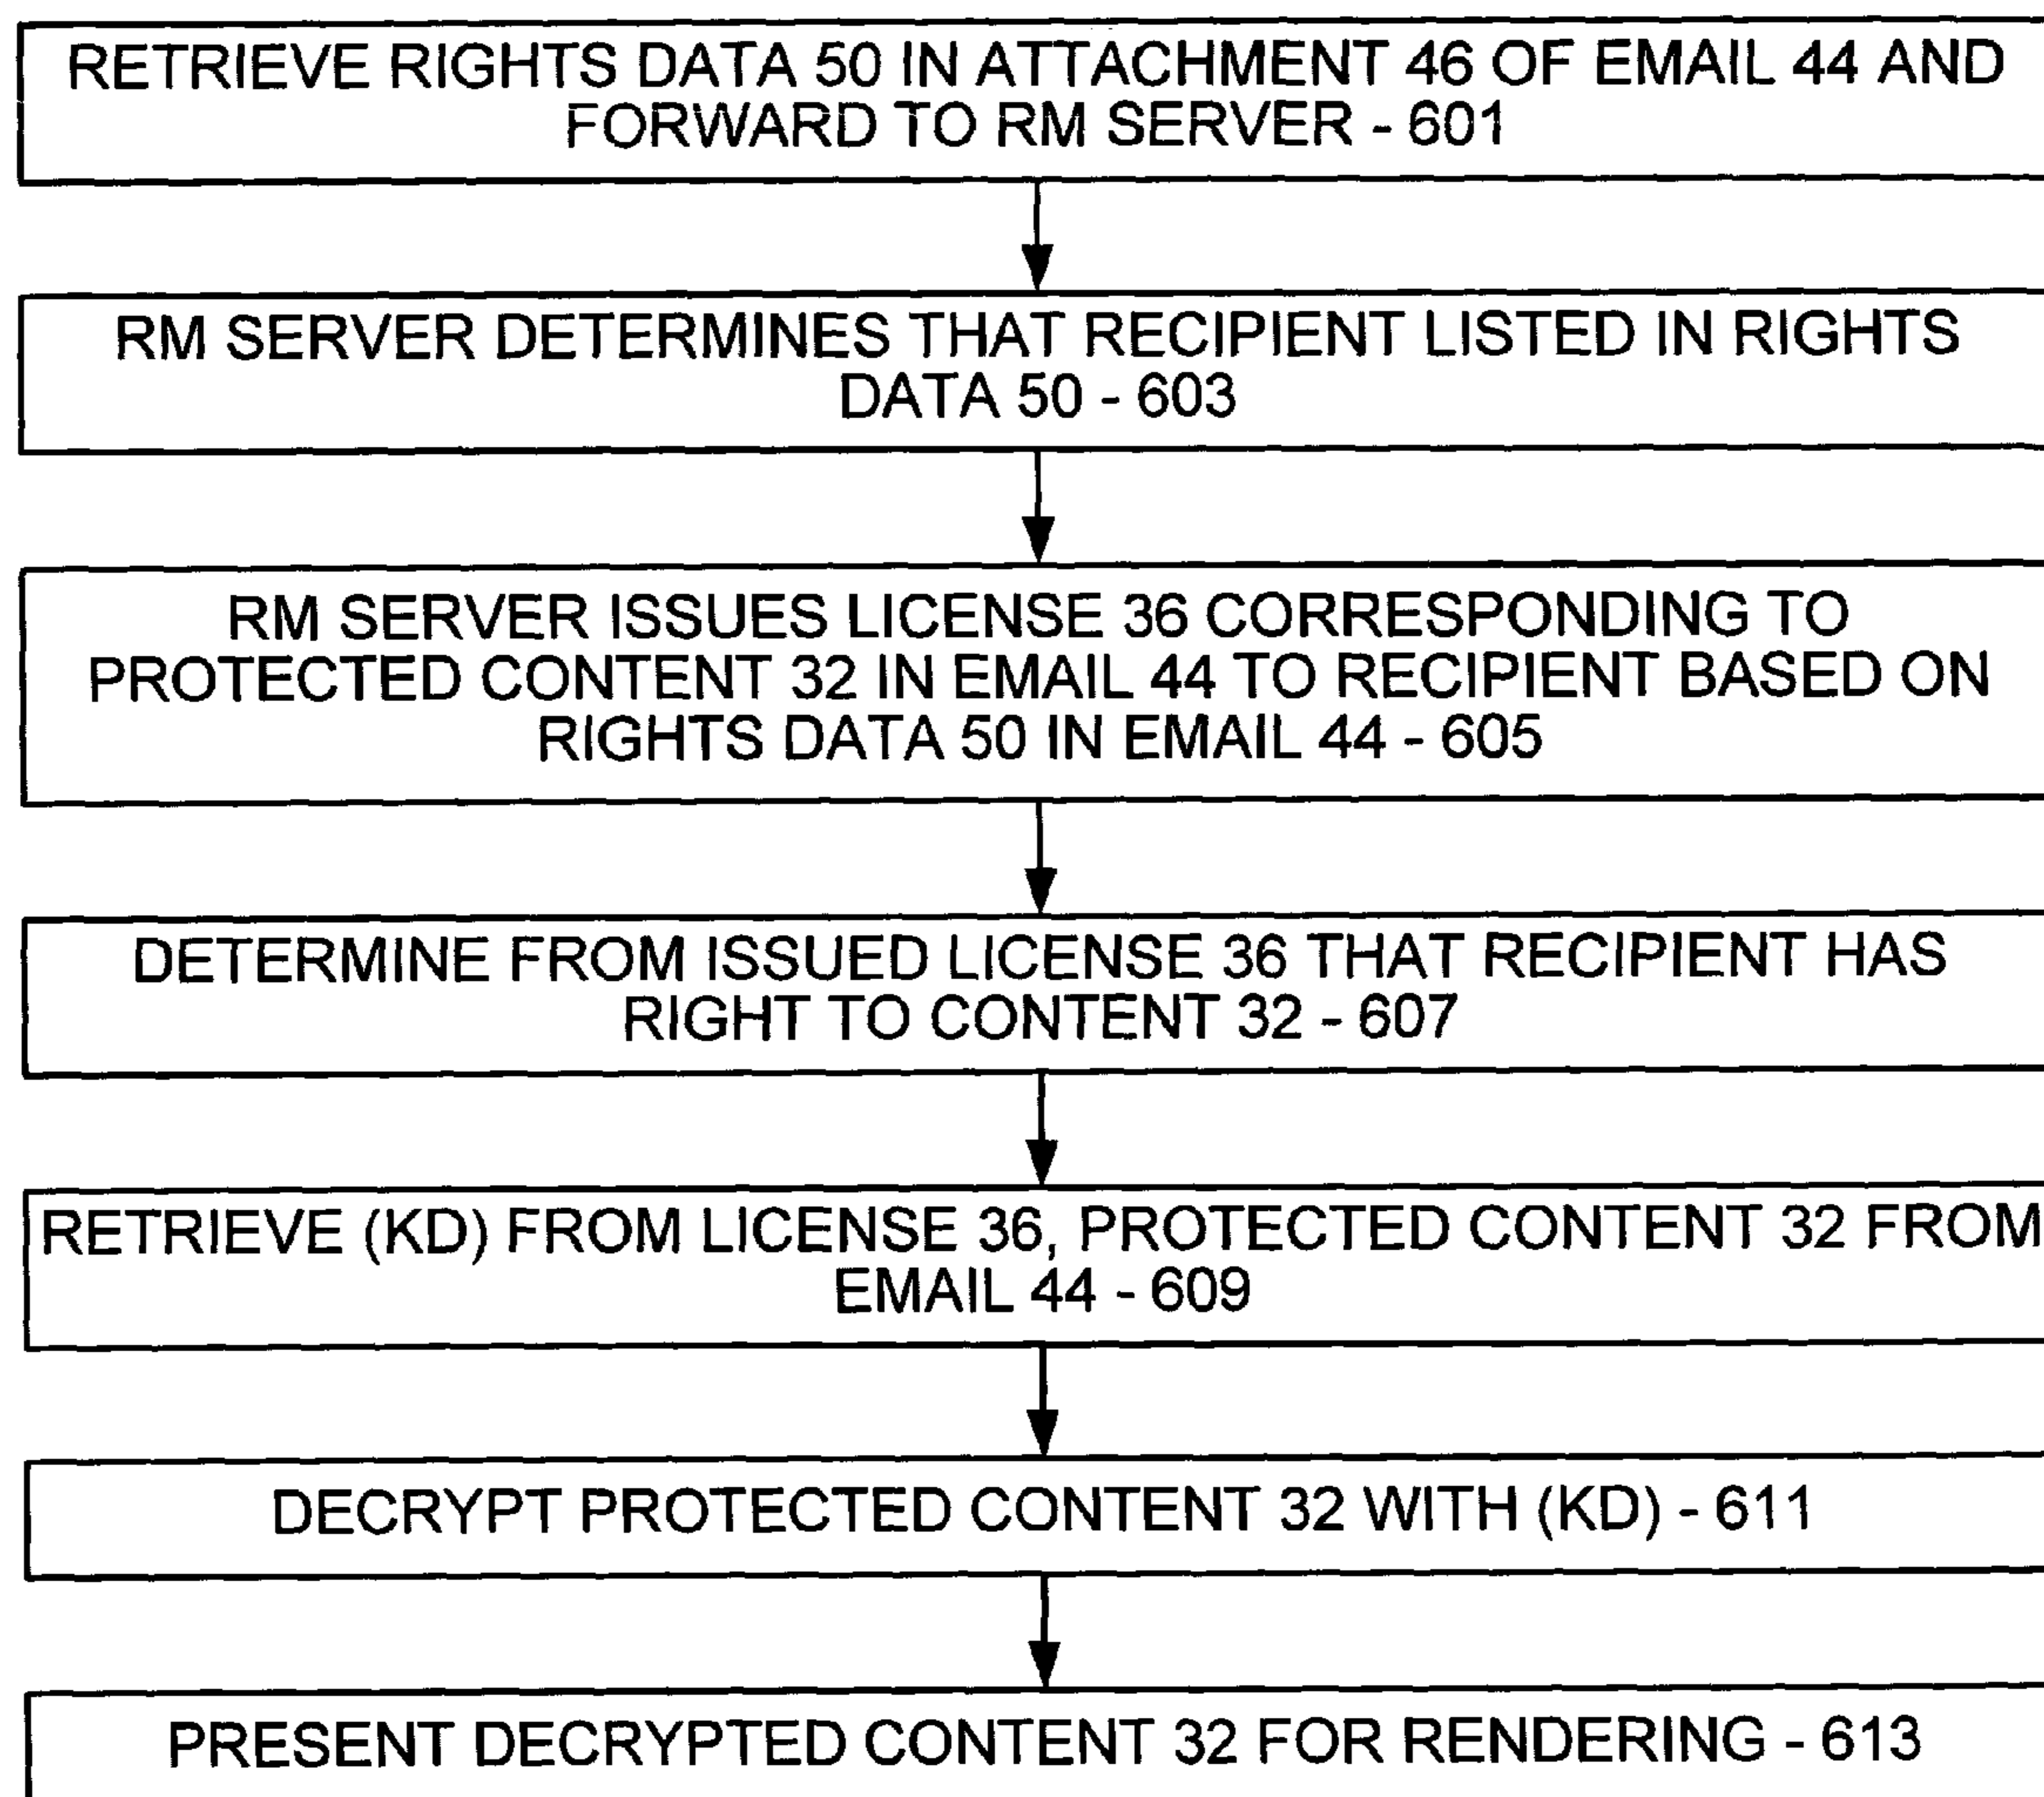 RETRIEVE RIGHTS DATA 50 IN ATTACHMENT 46 OF EMAIL 44 AND
FORWARD TO RM SERVER - 601
RM SERVER DETERMINES THAT RECIPIENT LISTED IN RIGHTS
DATA 50 - 603
RM SERVER ISSUES LICENSE 36 CORRESPONDING TO
PROTECTED CONTENT 32 IN EMAIL 44 TO RECIPIENT BASED ON
RIGHTS DATA 50 IN EMAIL 44 - 605
DETERMINE FROM ISSUED LICENSE 36 THAT RECIPIENT HAS
RIGHT TO CONTENT 32 - 607
RETRIEVE (KD) FROM LICENSE 36, PROTECTED CONTENT 32 FROM
EMAIL 44 - 609
DECRYPT PROTECTED CONTENT 32 WITH (KD) - 611
PRESENT DECRYPTED CONTENT 32 FOR RENDERING - 613